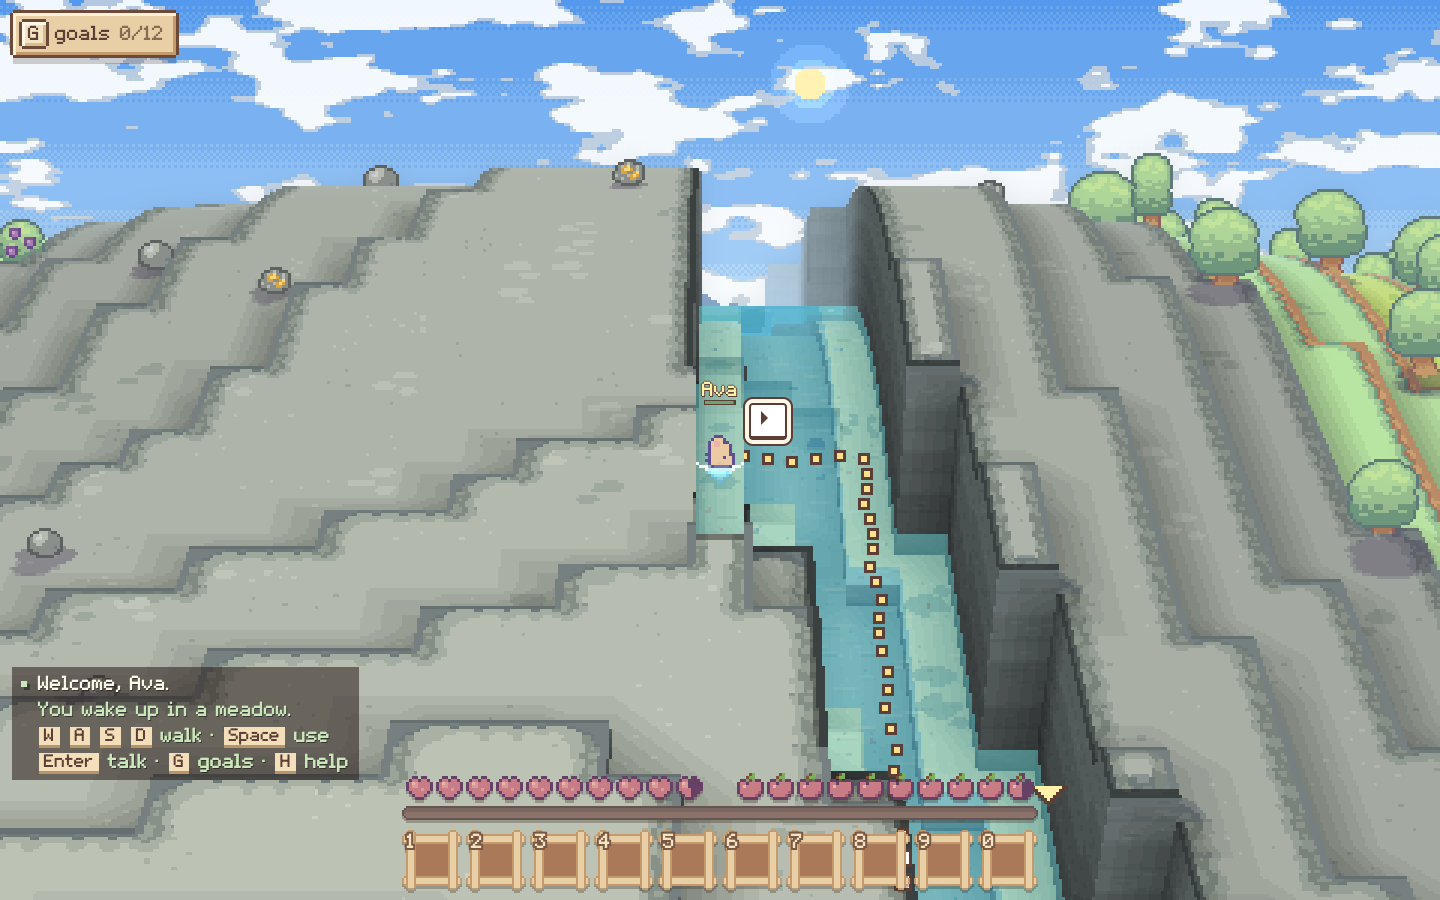 G goals 0/12
Ava
Welcome, Ava.
You wake up in a meadow.
W A S D walk · Space use
Enter talk · G goals · H help
1 2 3 4 5 6 7 8 9 0